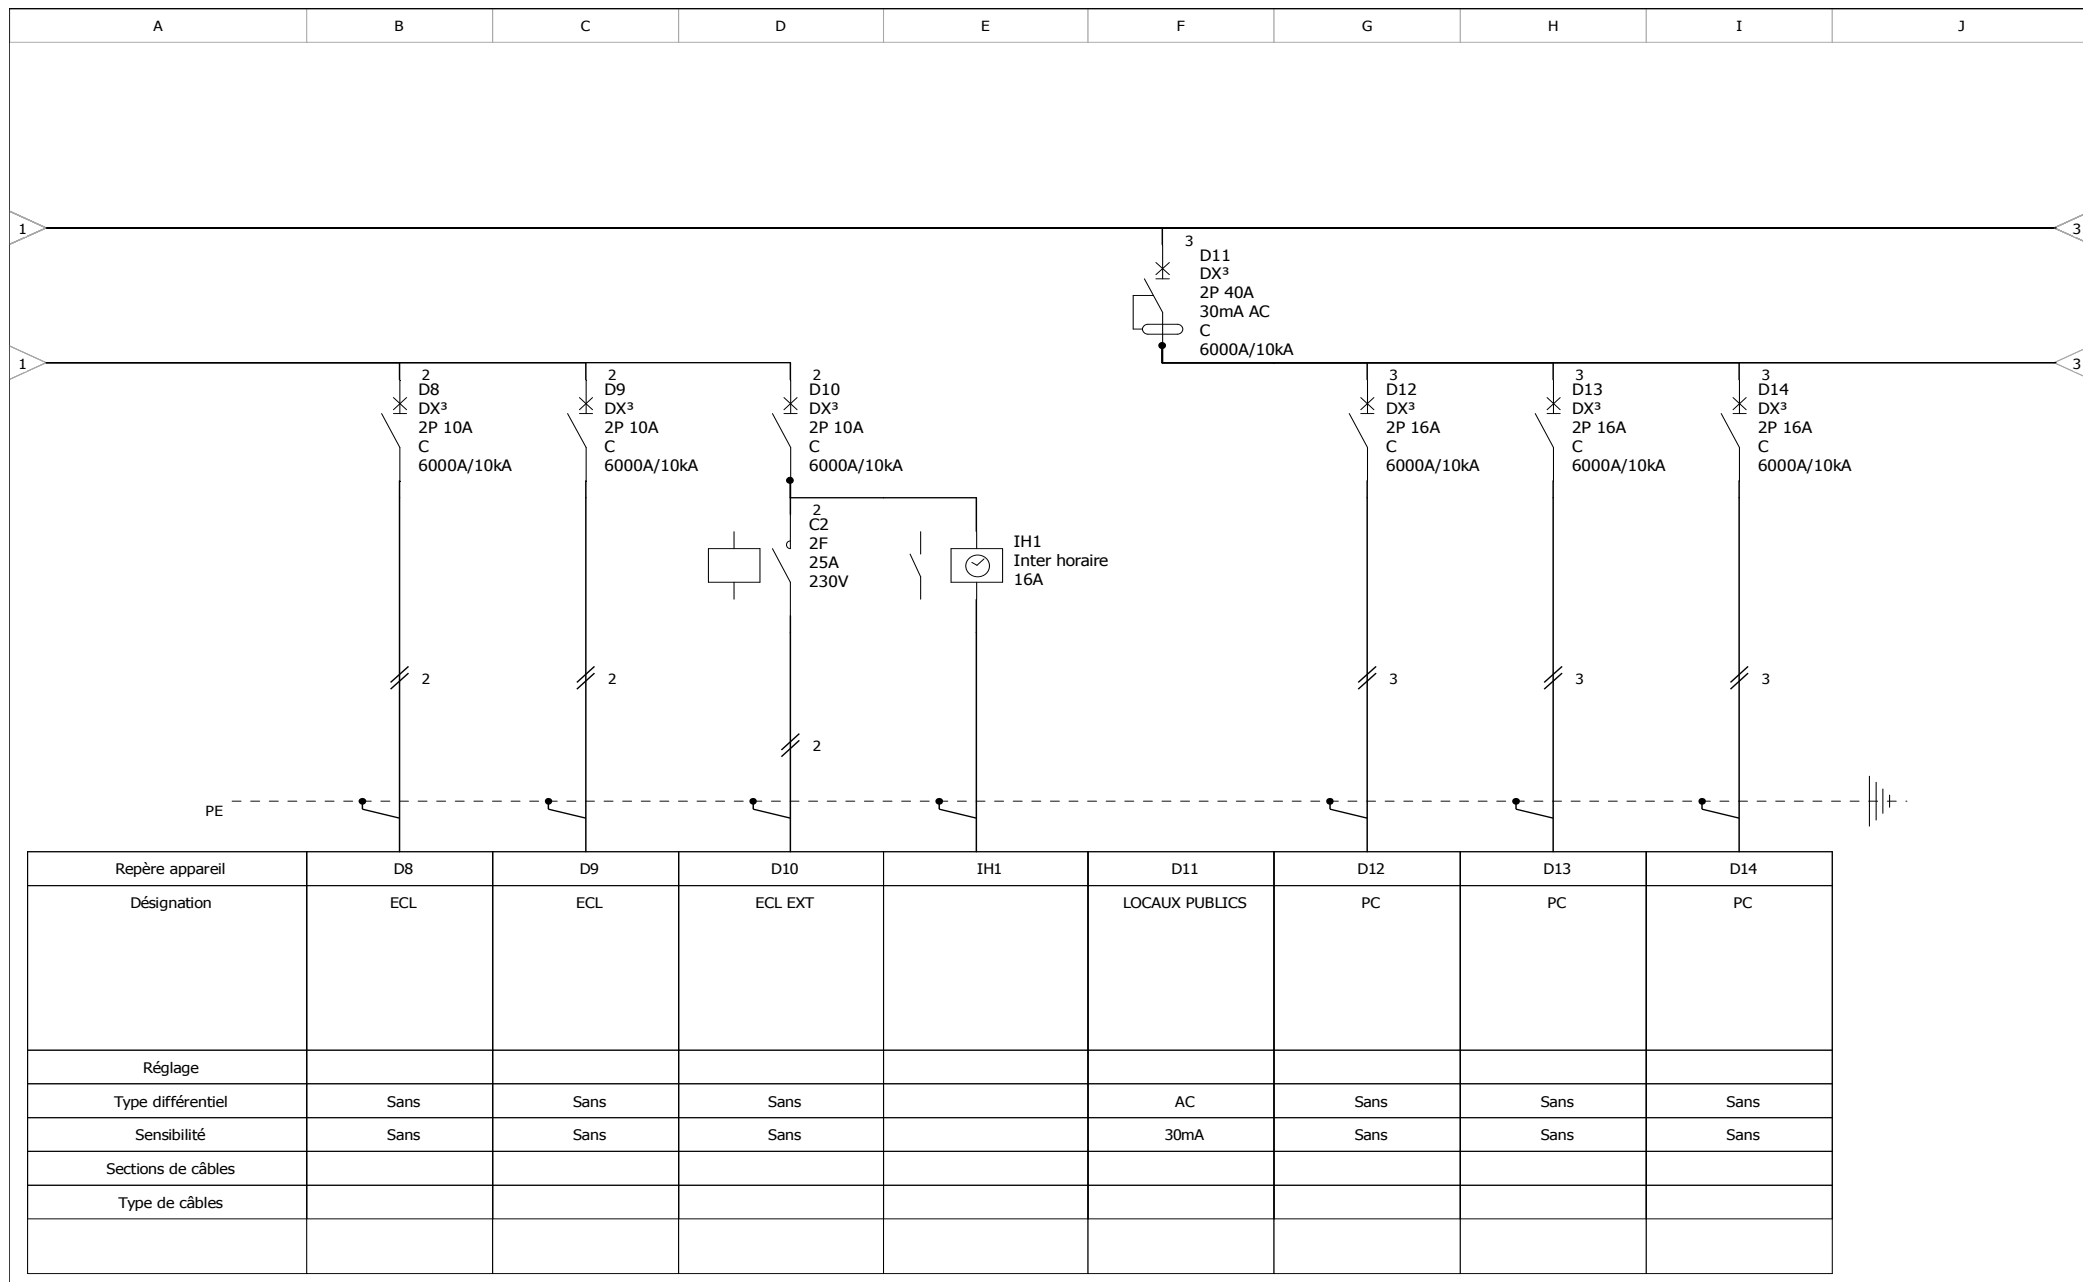 A B C D E F G H I J
1 3
3
D11
DX³
2P 40A
30mA AC
C
6000A/10kA
1 3
2
D8
DX³
2P 10A
C
6000A/10kA
2
D9
DX³
2P 10A
C
6000A/10kA
2
D10
DX³
2P 10A
C
6000A/10kA
3
D12
DX³
2P 16A
C
6000A/10kA
3
D13
DX³
2P 16A
C
6000A/10kA
3
D14
DX³
2P 16A
C
6000A/10kA
2
C2
2F
25A
230V
IH1
Inter horaire
16A
2 2 3 3 3
2
PE
Repère appareil D8 D9 D10 IH1 D11 D12 D13 D14
Désignation ECL ECL ECL EXT LOCAUX PUBLICS PC PC PC
Réglage
Type différentiel Sans Sans Sans AC Sans Sans Sans
Sensibilité Sans Sans Sans 30mA Sans Sans Sans
Sections de câbles
Type de câbles